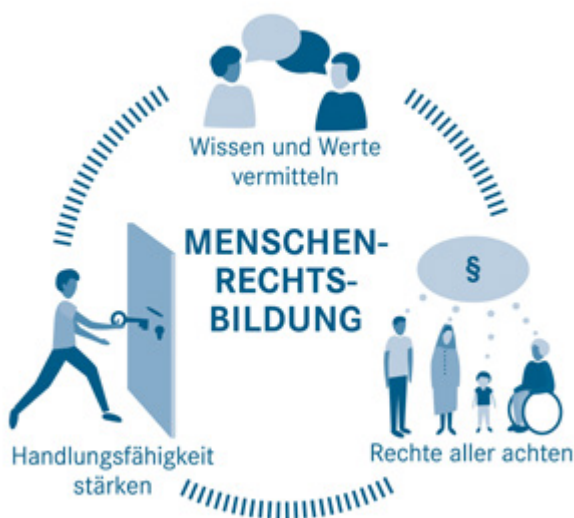 Wissen und Werte
vermitteln
MENSCHEN-
RECHTS-
BILDUNG
§
Handlungsfähigkeit
stärken
Rechte aller achten